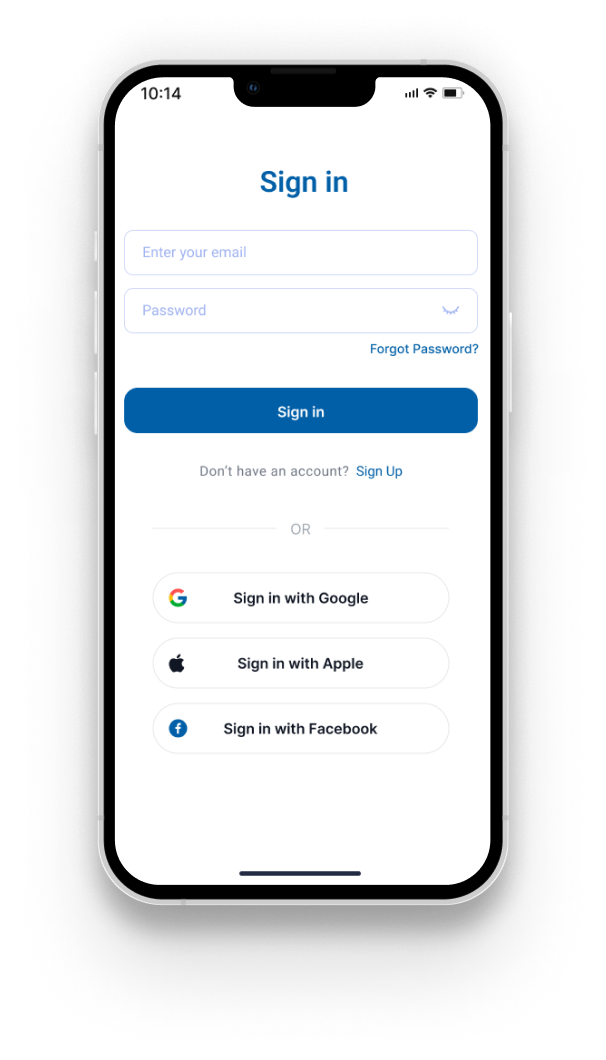 10:14
Sign in
Enter your email
Password
Forgot Password?
Sign in
Don't have an account? Sign Up
OR
Sign in with Google
Sign in with Apple
Sign in with Facebook